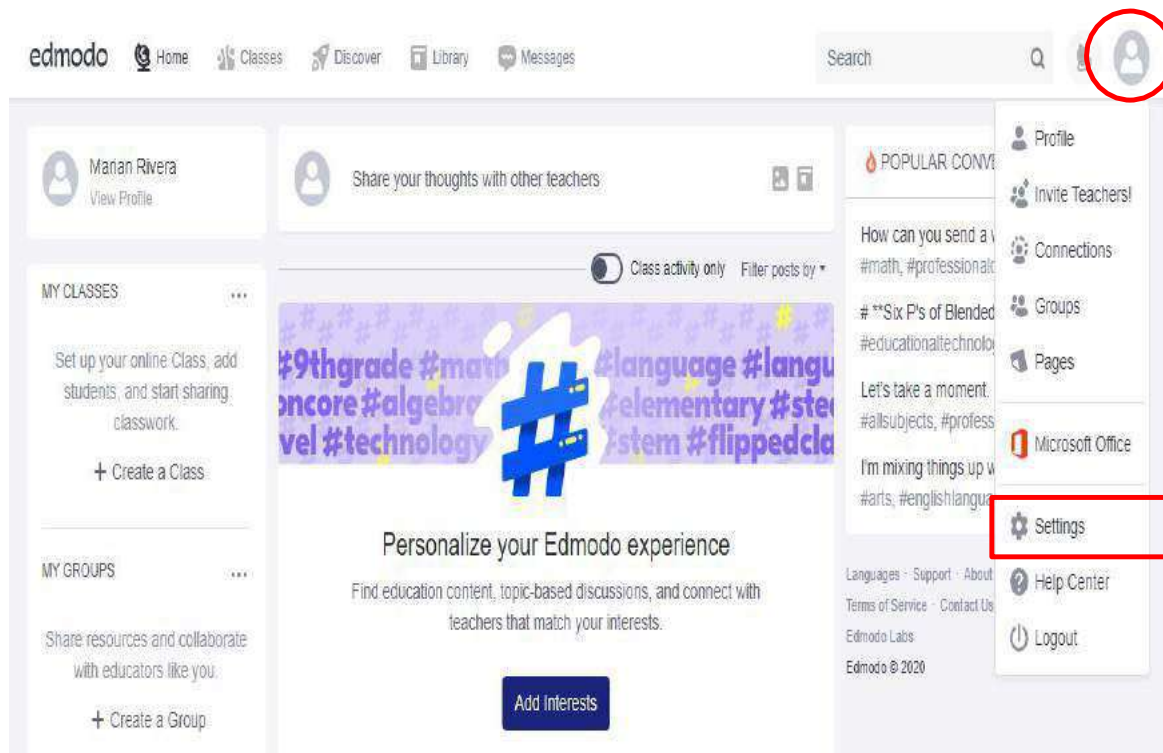 edmodo Home Classes Discover Library Messages Search
Marian Rivera
View Profile
MY CLASSES ...
Set up your online Class, add
students, and start sharing
classwork.
+ Create a Class
MY GROUPS ...
Share resources and collaborate
with educators like you.
+ Create a Group
Share your thoughts with other teachers
Class activity only Filter posts by
#9thgrade #math #language #langu
oncore #algebra #elementary #ste
vel #technology #stem #flippedcla
#
Personalize your Edmodo experience
Find education content, topic-based discussions, and connect with
teachers that match your interests.
Add Interests
POPULAR CONVE
How can you send a v
#math, #professionald
# **Six P's of Blended
#educationaltechnolo
Let's take a moment.
#allsubjects, #profess
I'm mixing things up w
#arts, #englishlangua
Languages · Support · About
Terms of Service · Contact Us
Edmodo Labs
Edmodo © 2020
Profile
Invite Teachers!
Connections
Groups
Pages
Microsoft Office
Settings
Help Center
Logout